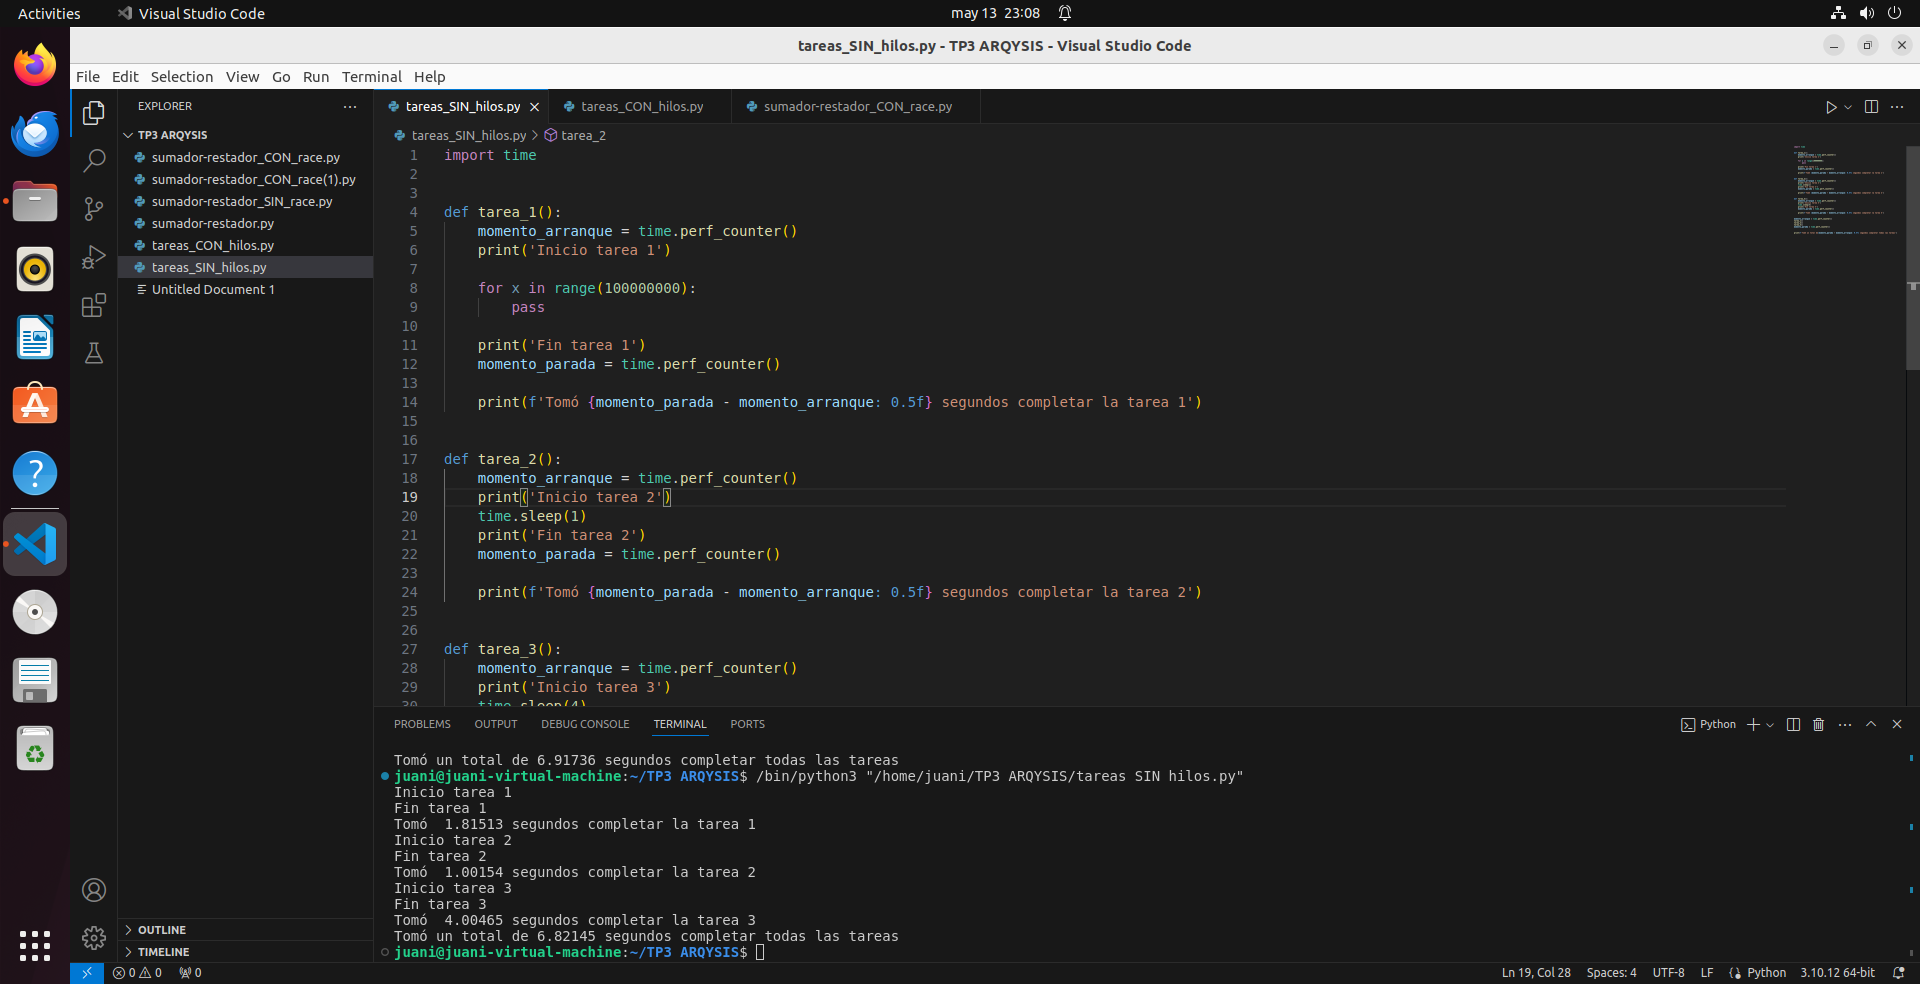 Activities
Visual Studio Code
may 13 23:08
tareas_SIN_hilos.py - TP3 ARQYSIS - Visual Studio Code
File Edit Selection View Go Run Terminal Help
EXPLORER
TP3 ARQYSIS
sumador-restador_CON_race.py
sumador-restador_CON_race(1).py
sumador-restador_SIN_race.py
sumador-restador.py
tareas_CON_hilos.py
tareas_SIN_hilos.py
Untitled Document 1
OUTLINE
TIMELINE
tareas_SIN_hilos.py
tareas_CON_hilos.py
sumador-restador_CON_race.py
tareas_SIN_hilos.py > tarea_2
1 import time
2
3
4 def tarea_1():
5 momento_arranque = time.perf_counter()
6 print('Inicio tarea 1')
7
8 for x in range(100000000):
9 pass
10
11 print('Fin tarea 1')
12 momento_parada = time.perf_counter()
13
14 print(f'Tomó {momento_parada - momento_arranque: 0.5f} segundos completar la tarea 1')
15
16
17 def tarea_2():
18 momento_arranque = time.perf_counter()
19 print('Inicio tarea 2')
20 time.sleep(1)
21 print('Fin tarea 2')
22 momento_parada = time.perf_counter()
23
24 print(f'Tomó {momento_parada - momento_arranque: 0.5f} segundos completar la tarea 2')
25
26
27 def tarea_3():
28 momento_arranque = time.perf_counter()
29 print('Inicio tarea 3')
30 time.sleep(4)
PROBLEMS OUTPUT DEBUG CONSOLE TERMINAL PORTS
Python
Tomó un total de 6.91736 segundos completar todas las tareas
juani@juani-virtual-machine:~/TP3 ARQYSIS$ /bin/python3 "/home/juani/TP3 ARQYSIS/tareas SIN hilos.py"
Inicio tarea 1
Fin tarea 1
Tomó  1.81513 segundos completar la tarea 1
Inicio tarea 2
Fin tarea 2
Tomó  1.00154 segundos completar la tarea 2
Inicio tarea 3
Fin tarea 3
Tomó  4.00465 segundos completar la tarea 3
Tomó un total de 6.82145 segundos completar todas las tareas
juani@juani-virtual-machine:~/TP3 ARQYSIS$
0 0 0
Ln 19, Col 28 Spaces: 4 UTF-8 LF Python 3.10.12 64-bit